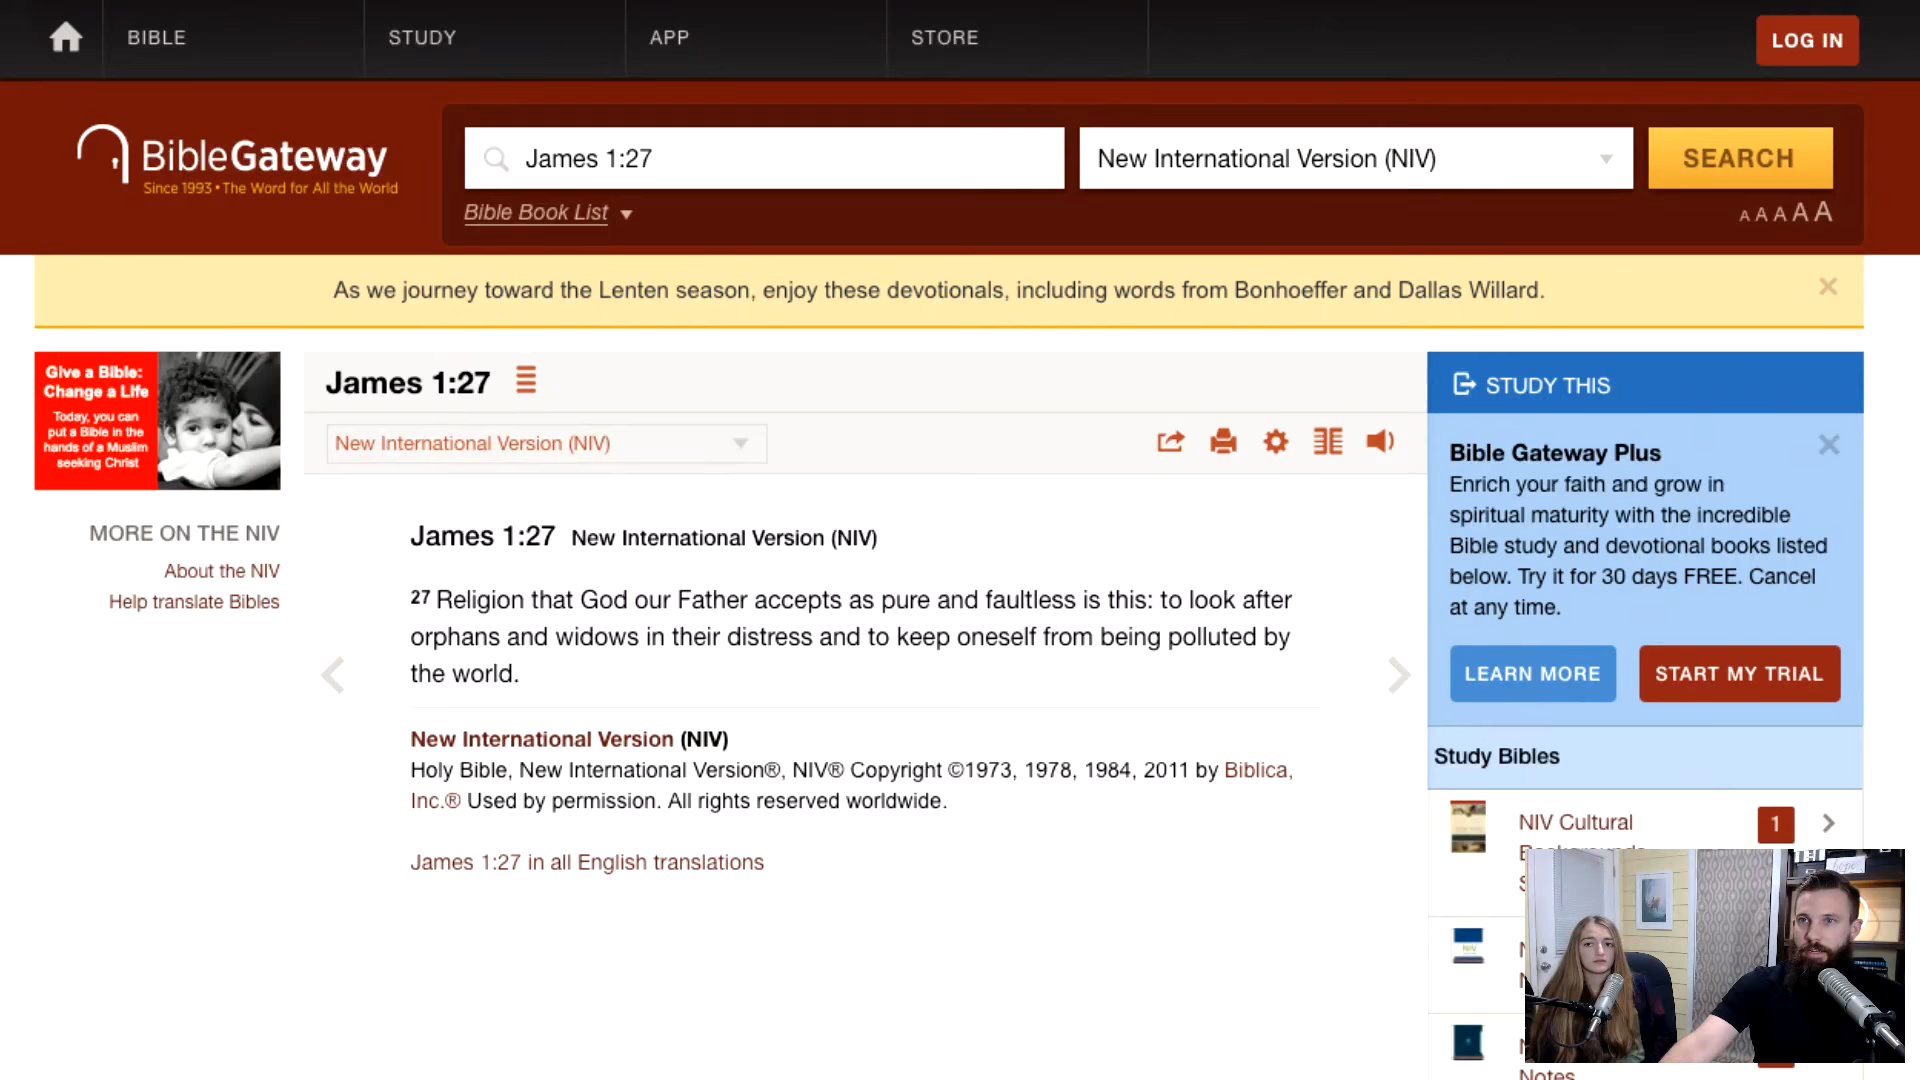 BIBLE
STUDY
APP
STORE
LOG IN
BibleGateway
Since 1993 • The Word for All the World
James 1:27
New International Version (NIV)
SEARCH
Bible Book List
A A A A A
As we journey toward the Lenten season, enjoy these devotionals, including words from Bonhoeffer and Dallas Willard.
Give a Bible:
Change a Life
Today, you can
put a Bible in the
hands of a Muslim
seeking Christ
MORE ON THE NIV
About the NIV
Help translate Bibles
James 1:27
New International Version (NIV)
James 1:27 New International Version (NIV)
27 Religion that God our Father accepts as pure and faultless is this: to look after
orphans and widows in their distress and to keep oneself from being polluted by
the world.
New International Version (NIV)
Holy Bible, New International Version®, NIV® Copyright ©1973, 1978, 1984, 2011 by Biblica,
Inc.® Used by permission. All rights reserved worldwide.
James 1:27 in all English translations
STUDY THIS
Bible Gateway Plus
Enrich your faith and grow in
spiritual maturity with the incredible
Bible study and devotional books listed
below. Try it for 30 days FREE. Cancel
at any time.
LEARN MORE
START MY TRIAL
Study Bibles
NIV Cultural
1
Notes